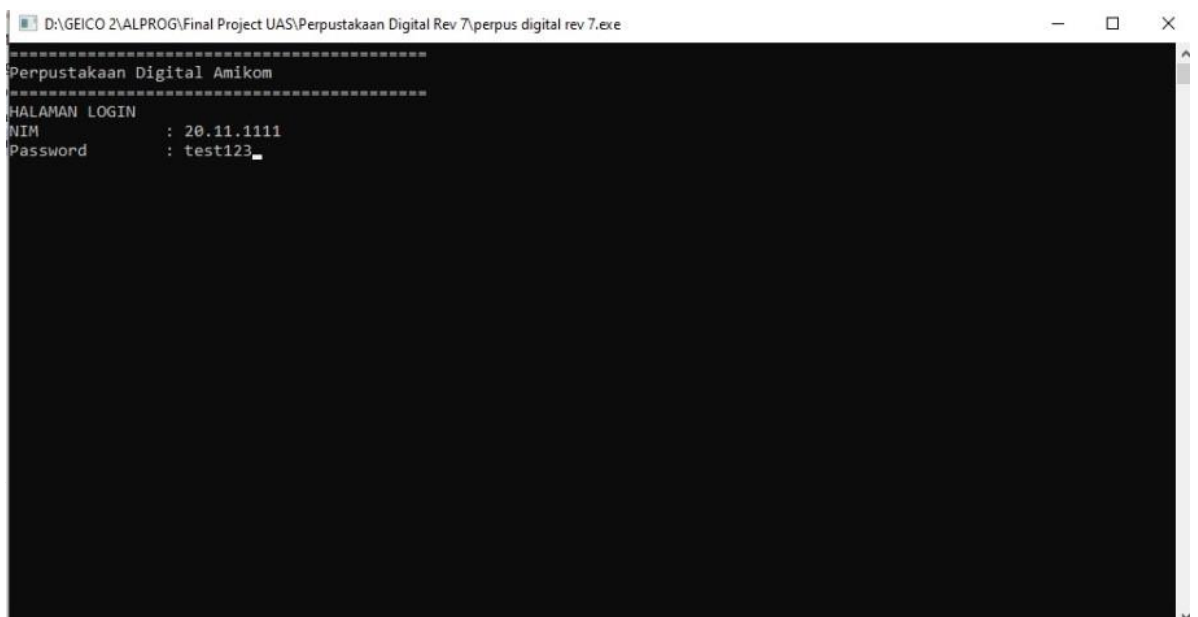 D:\GEICO 2\ALPROG\Final Project UAS\Perpustakaan Digital Rev 7\perpus digital rev 7.exe
===========================================
Perpustakaan Digital Amikom
===========================================
HALAMAN LOGIN
NIM : 20.11.1111
Password : test123_